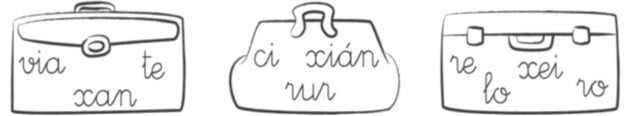 via te
xan
ci xián
rur
re xei
lo ro